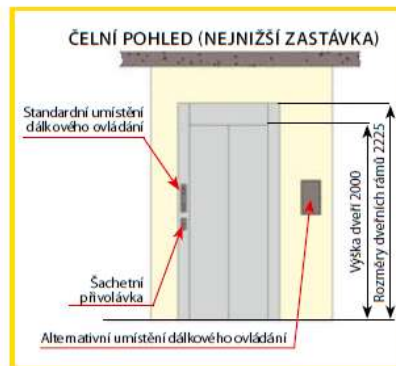 ČELNÍ POHLED (NEJNIŽŠÍ ZASTÁVKA)
Standardní umístění
dálkového ovládání
Šachetní
přivolávka
Alternativní umístění dálkového ovládání
Výška dveří 2000
Rozměry dveřních rámů 2225